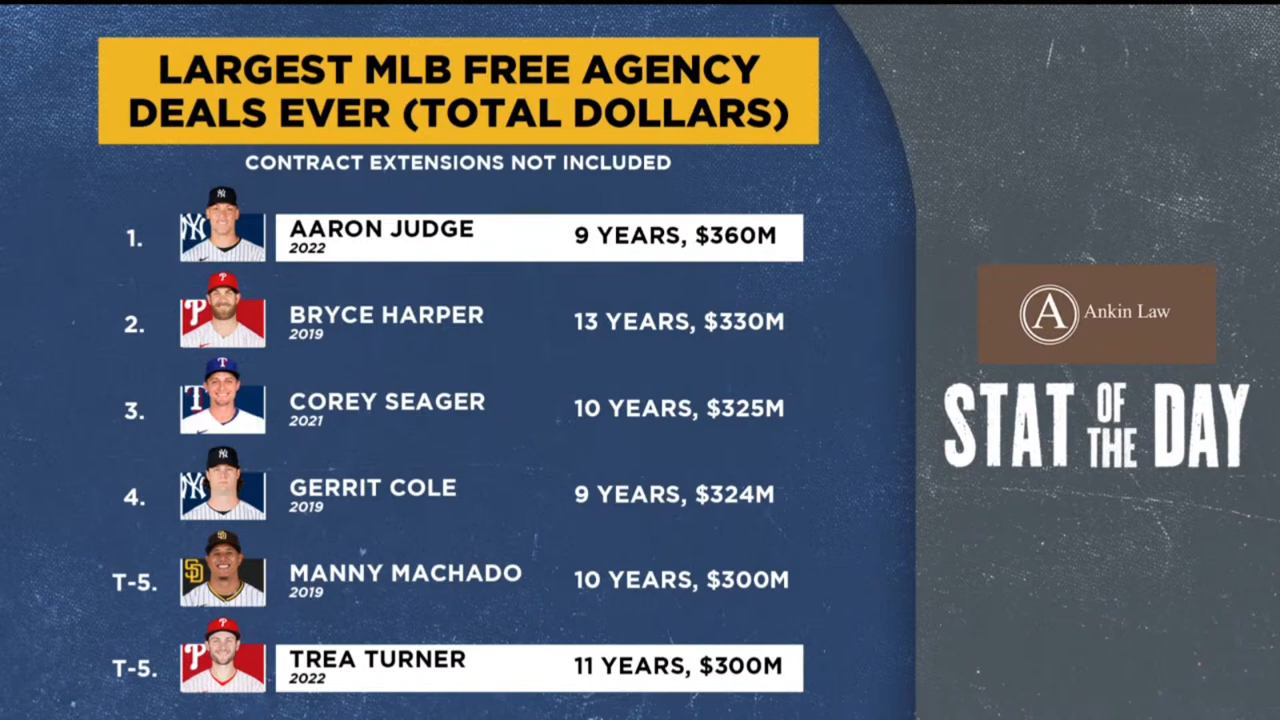 LARGEST MLB FREE AGENCY
DEALS EVER (TOTAL DOLLARS)
CONTRACT EXTENSIONS NOT INCLUDED
1. AARON JUDGE 9 YEARS, $360M
2022
2. BRYCE HARPER 13 YEARS, $330M
2019
3. COREY SEAGER 10 YEARS, $325M
2021
4. GERRIT COLE 9 YEARS, $324M
2019
T-5. MANNY MACHADO 10 YEARS, $300M
2019
T-5. TREA TURNER 11 YEARS, $300M
2022
A Ankin Law
STAT OF THE DAY